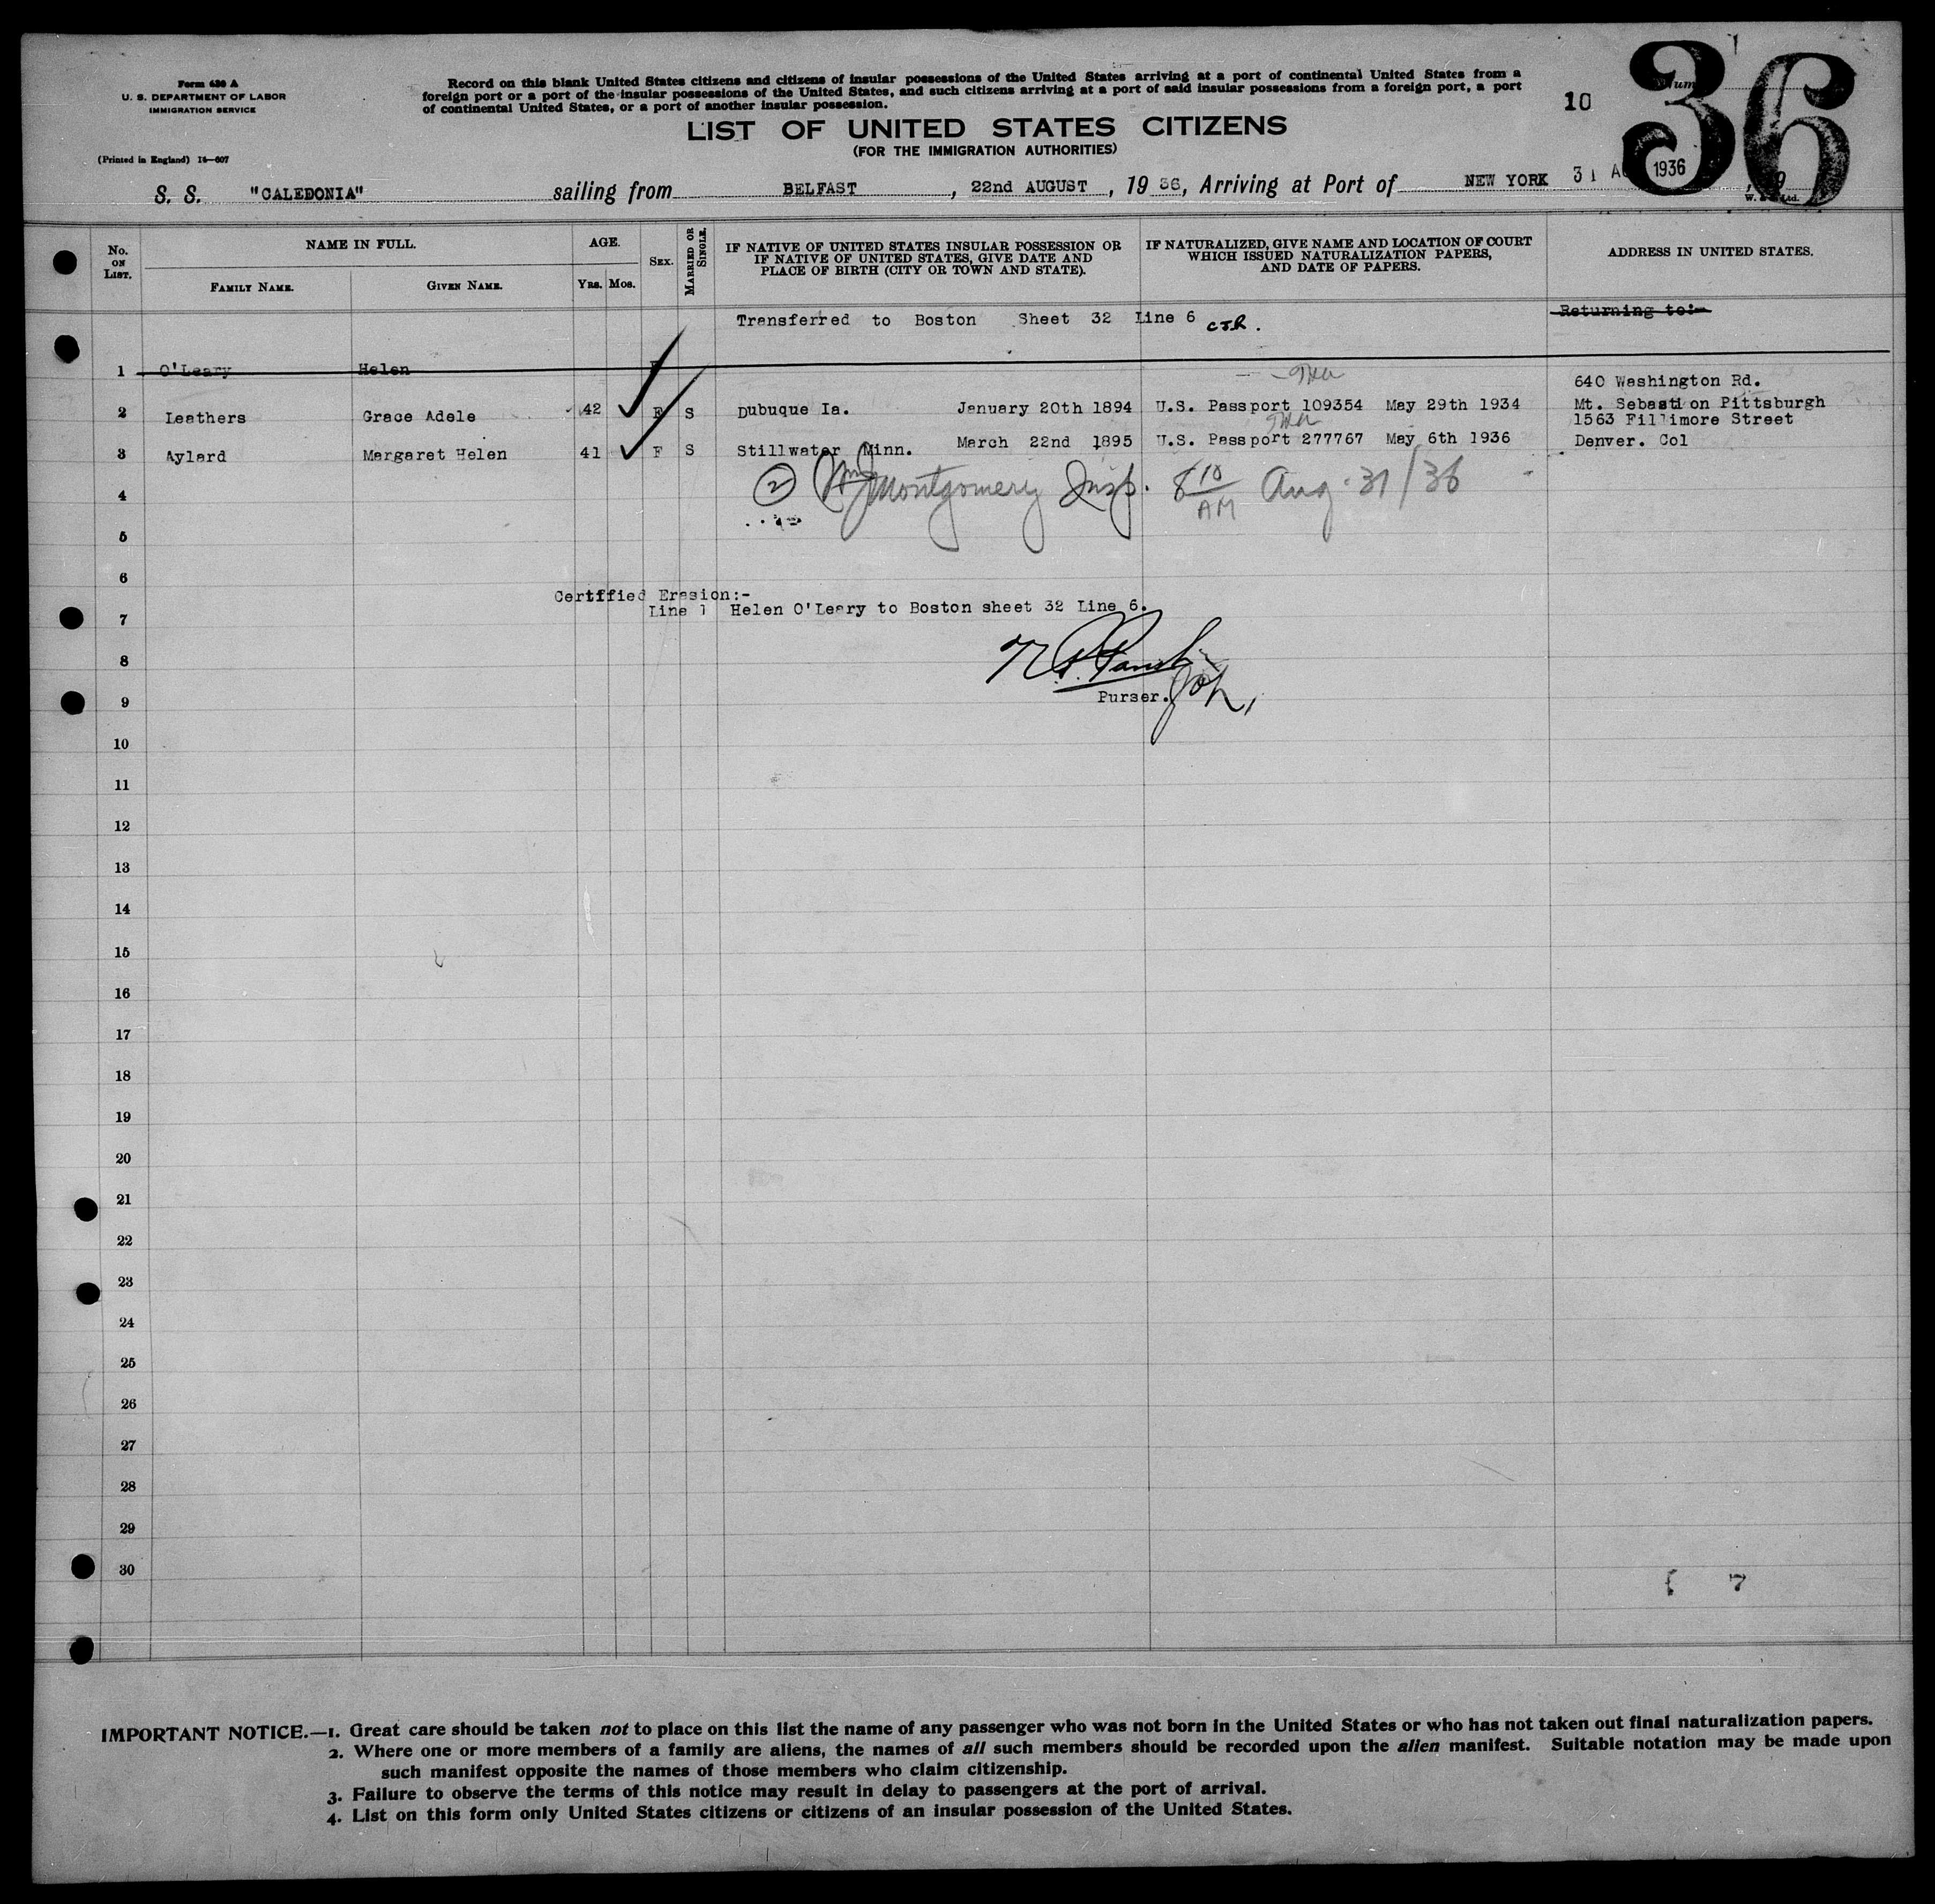 Form 630 A
U. S. DEPARTMENT OF LABOR
IMMIGRATION SERVICE
(Printed in England) 14—607
Record on this blank United States citizens and citizens of insular possessions of the United States arriving at a port of continental United States from a
foreign port or a port of the insular possessions of the United States, and such citizens arriving at a port of said insular possessions from a foreign port, a port
of continental United States, or a port of another insular possession.
10
36
LIST OF UNITED STATES CITIZENS
(FOR THE IMMIGRATION AUTHORITIES)
S. S. "CALEDONIA" sailing from BELFAST, 22nd AUGUST, 19 36, Arriving at Port of NEW YORK 31 1936
No. ON LIST.
NAME IN FULL.
FAMILY NAME.
GIVEN NAME.
AGE.
YRS. MOS.
SEX.
MARRIED OR SINGLE.
IF NATIVE OF UNITED STATES INSULAR POSSESSION OR
IF NATIVE OF UNITED STATES, GIVE DATE AND
PLACE OF BIRTH (CITY OR TOWN AND STATE).
IF NATURALIZED, GIVE NAME AND LOCATION OF COURT
WHICH ISSUED NATURALIZATION PAPERS,
AND DATE OF PAPERS.
ADDRESS IN UNITED STATES.
Transferred to Boston Sheet 32 Line 6 CJR.
Returning to:-
1 O'Leary Helen F
640 Washington Rd.
2 Leathers Grace Adele 42 F S Dubuque Ia. January 20th 1894 U.S. Passport 109354 May 29th 1934 Mt. Sebastion Pittsburgh
1563 Fillimore Street
3 Aylard Margaret Helen 41 F S Stillwater Minn. March 22nd 1895 U.S. Passport 277767 May 6th 1936 Denver. Col
4 (2) Wm J Montgomery Insp. 8 10 AM Aug. 31/36
5
6
Certffied Erasion:-
7 Line 1 Helen O'Leary to Boston sheet 32 Line 6.
8
9 Purser.
10
11
12
13
14
15
16
17
18
19
20
21
22
23
24
25
26
27
28
29
30
IMPORTANT NOTICE.—1. Great care should be taken not to place on this list the name of any passenger who was not born in the United States or who has not taken out final naturalization papers.
2. Where one or more members of a family are aliens, the names of all such members should be recorded upon the alien manifest. Suitable notation may be made upon
such manifest opposite the names of those members who claim citizenship.
3. Failure to observe the terms of this notice may result in delay to passengers at the port of arrival.
4. List on this form only United States citizens or citizens of an insular possession of the United States.